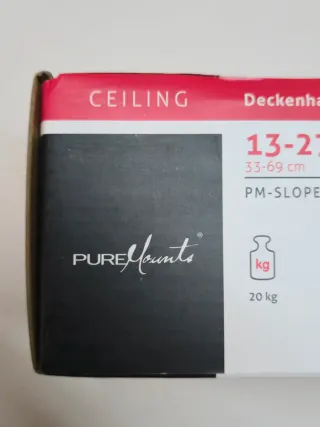 CEILING
Deckenha
13-27
33-69 cm
PM-SLOPE
PUREMounts®
kg
20 kg